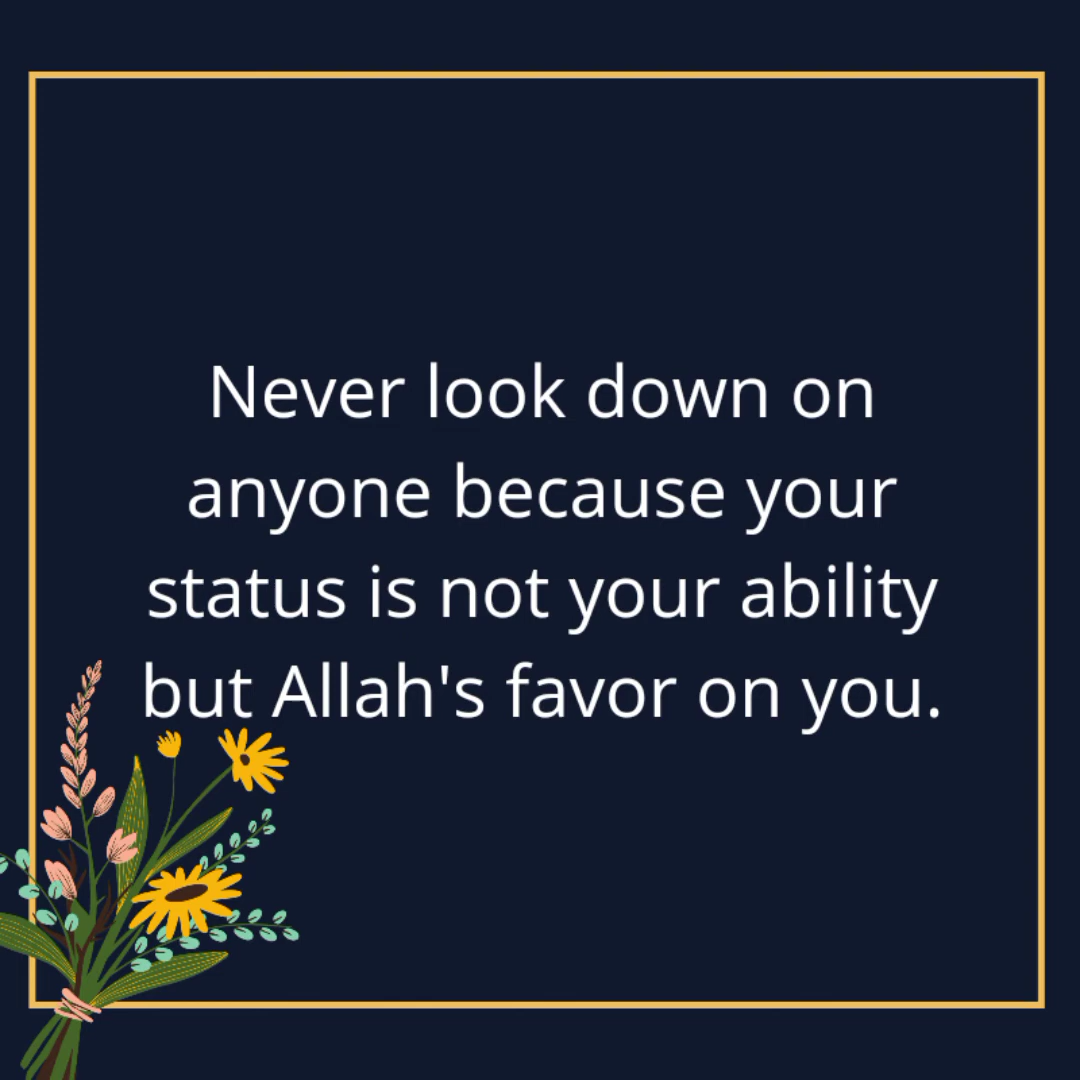 Never look down on
anyone because your
status is not your ability
but Allah's favor on you.